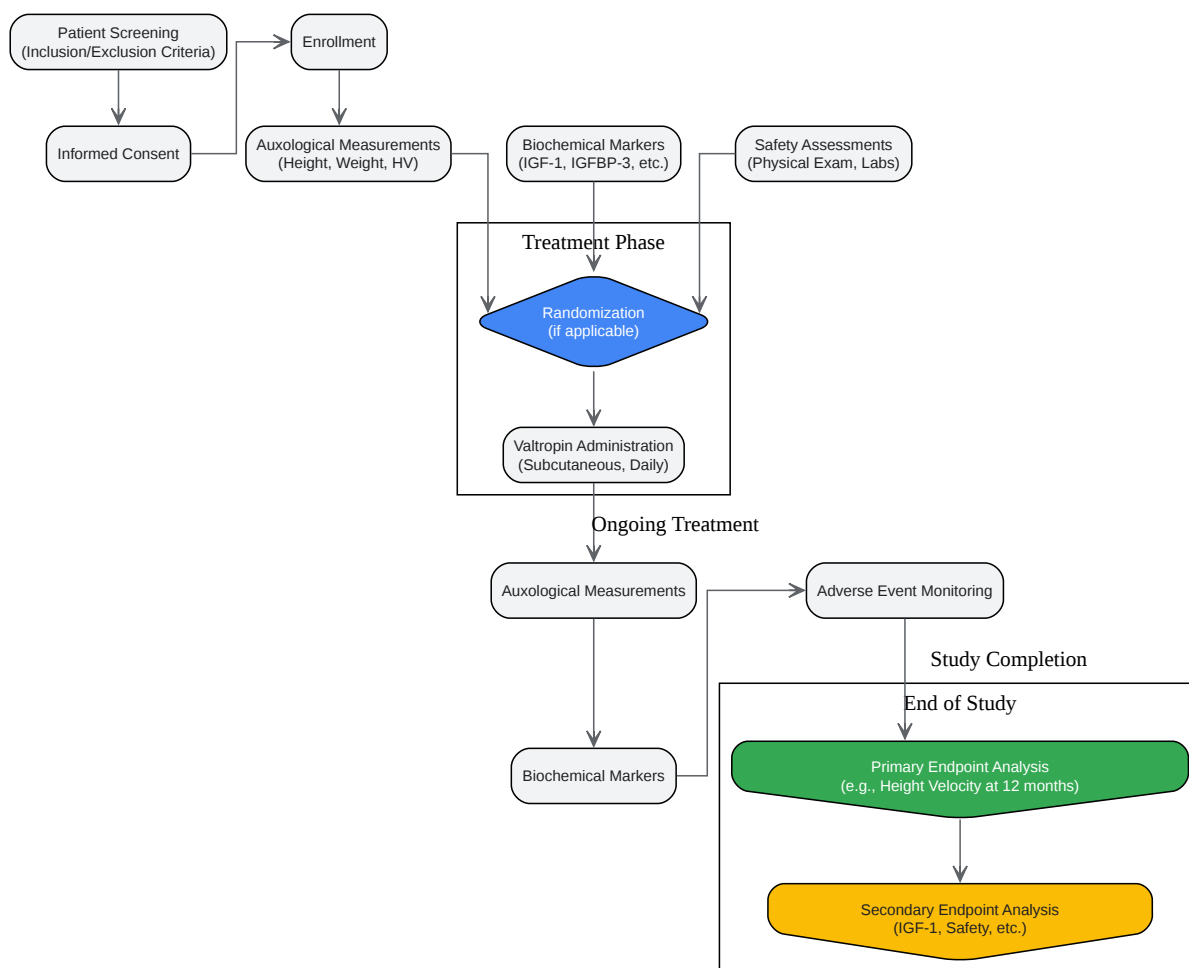 Patient Screening
(Inclusion/Exclusion Criteria)
Enrollment
Informed Consent
Auxological Measurements
(Height, Weight, HV)
Biochemical Markers
(IGF-1, IGFBP-3, etc.)
Safety Assessments
(Physical Exam, Labs)
Treatment Phase
Randomization
(if applicable)
Valtropin Administration
(Subcutaneous, Daily)
Ongoing Treatment
Auxological Measurements
Adverse Event Monitoring
Biochemical Markers
Study Completion
End of Study
Primary Endpoint Analysis
(e.g., Height Velocity at 12 months)
Secondary Endpoint Analysis
(IGF-1, Safety, etc.)